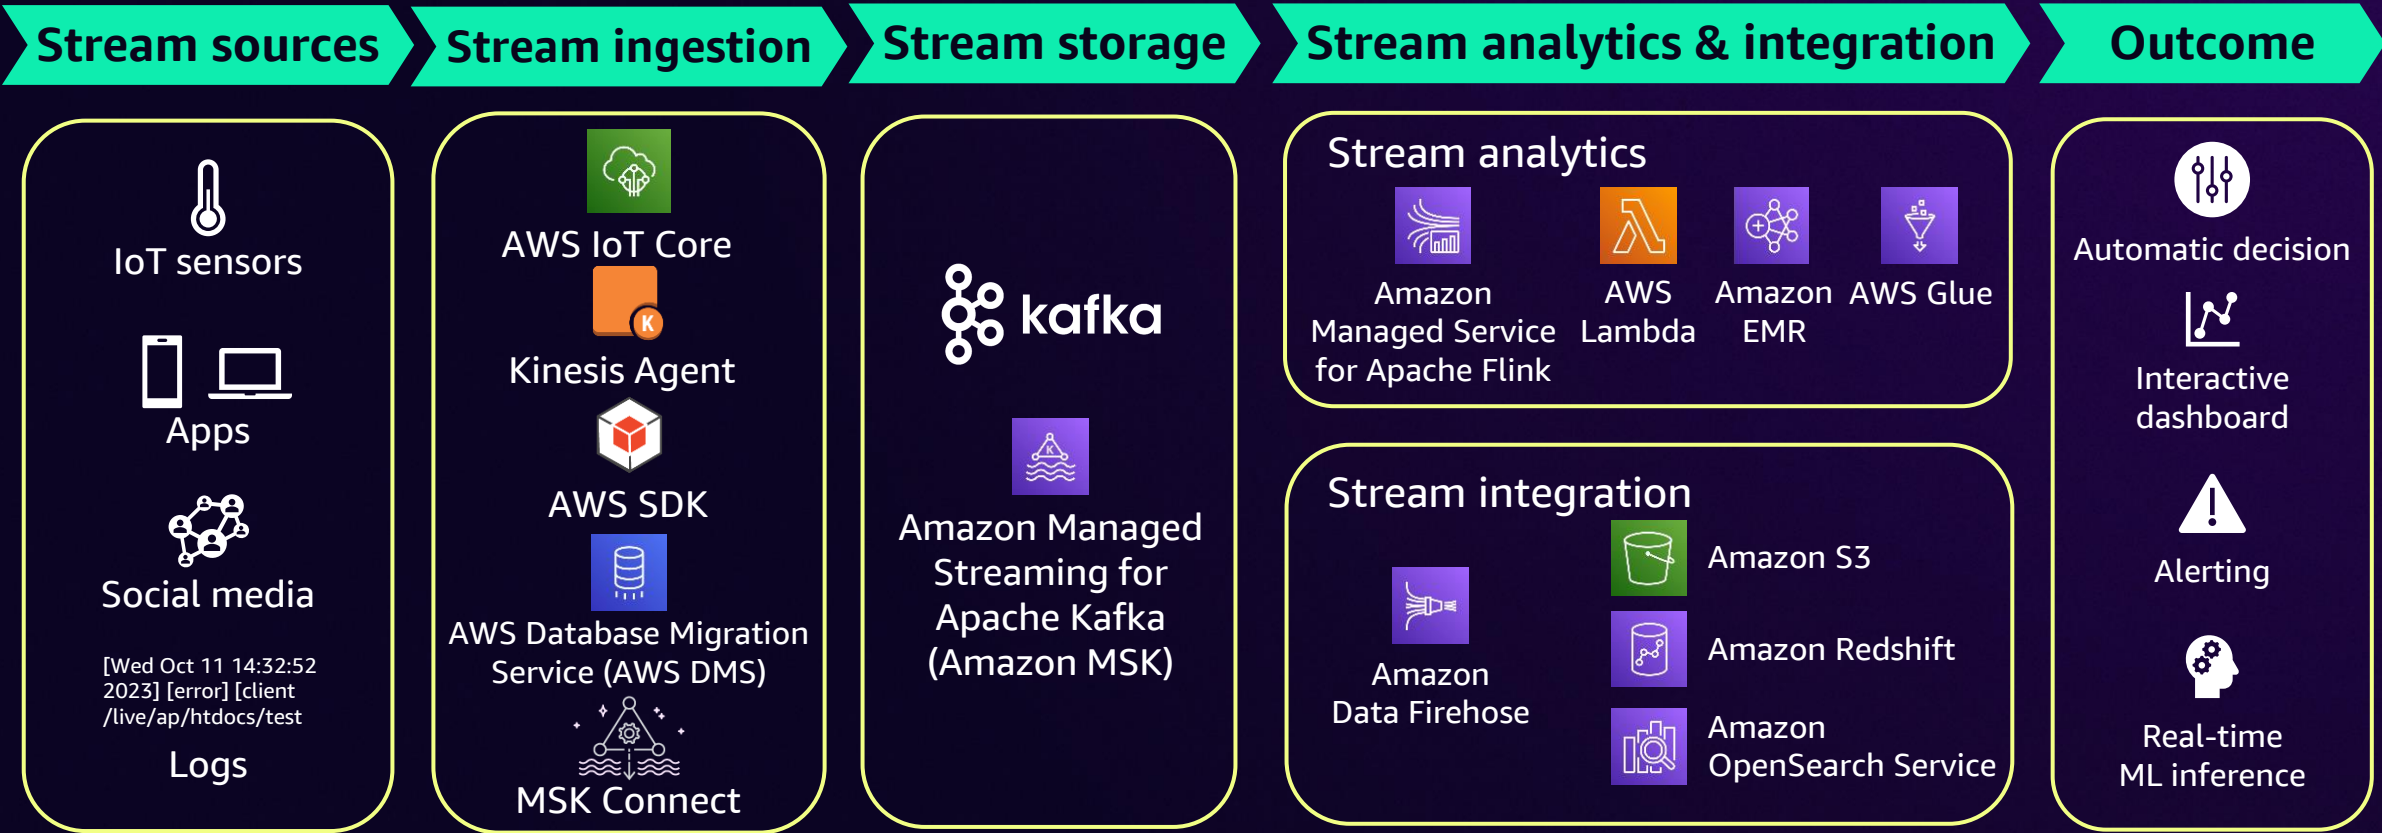 Stream sources
Stream ingestion
Stream storage
Stream analytics & integration
Outcome
IoT sensors
Apps
Social media
[Wed Oct 11 14:32:52
2023] [error] [client
/live/ap/htdocs/test
Logs
AWS IoT Core
K
Kinesis Agent
AWS SDK
AWS Database Migration
Service (AWS DMS)
MSK Connect
kafka
K
Amazon Managed
Streaming for
Apache Kafka
(Amazon MSK)
Stream analytics
Amazon
Managed Service
for Apache Flink
AWS
Lambda
Amazon
EMR
AWS Glue
Stream integration
Amazon
Data Firehose
Amazon S3
Amazon Redshift
Amazon
OpenSearch Service
Automatic decision
Interactive
dashboard
Alerting
Real-time
ML inference